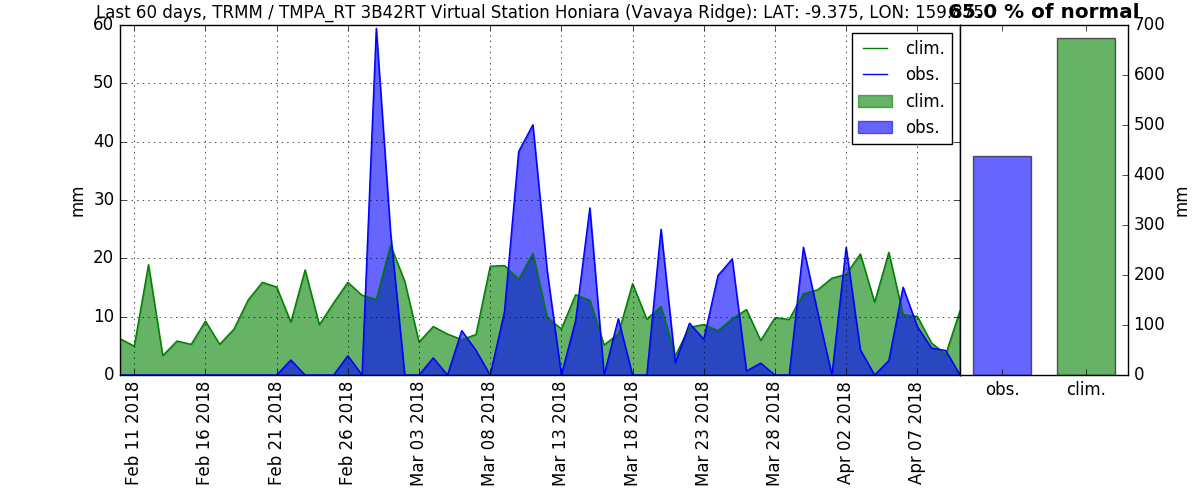 Last 60 days, TRMM / TMPA_RT 3B42RT Virtual Station Honiara (Vavaya Ridge): LAT: -9.375, LON: 159.875
65.0 % of normal
60
50
40
30
20
10
0
mm
clim.
obs.
clim.
obs.
700
600
500
400
300
200
100
0
mm
obs.
clim.
Feb 11 2018
Feb 16 2018
Feb 21 2018
Feb 26 2018
Mar 03 2018
Mar 08 2018
Mar 13 2018
Mar 18 2018
Mar 23 2018
Mar 28 2018
Apr 02 2018
Apr 07 2018